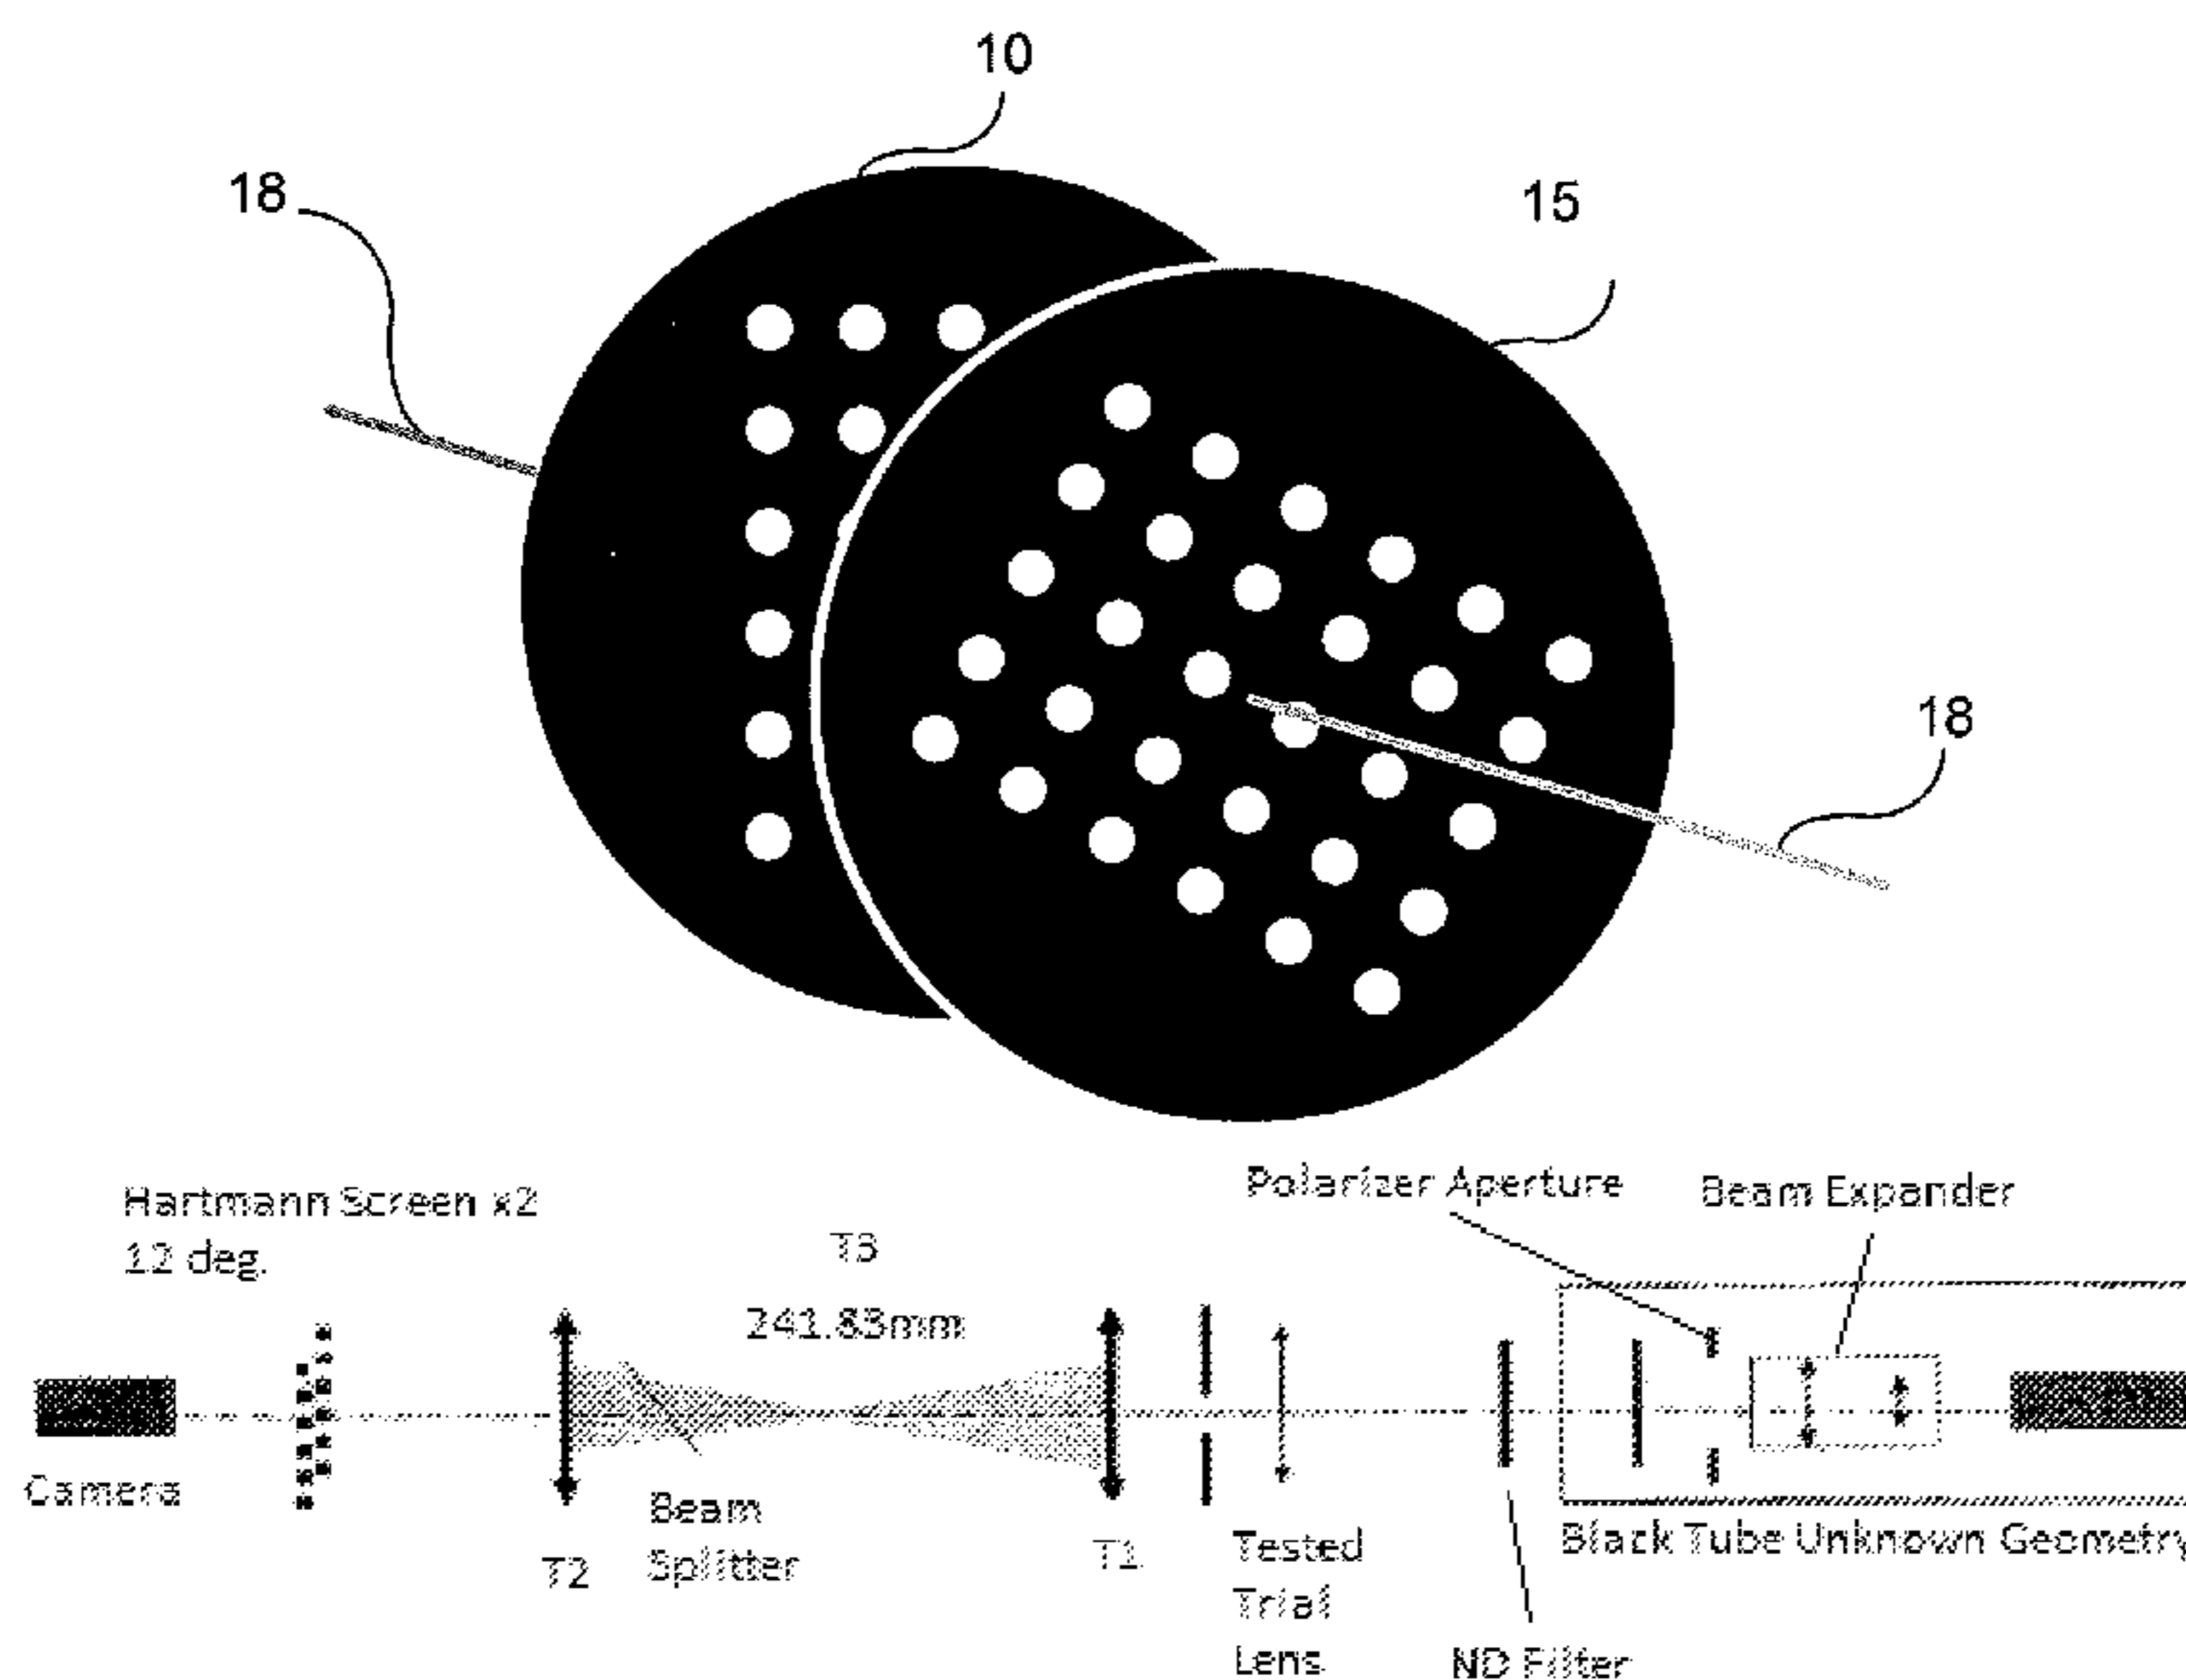 10
18
15
18
Polarizer Aperture
Beam Expander
Hartmann Screen x2
12 deg.
T3
241.83mm
Camera
Beam
Splitter
T2
T1
Tested
Trial
Lens
ND Filter
Black Tube Unknown Geometry